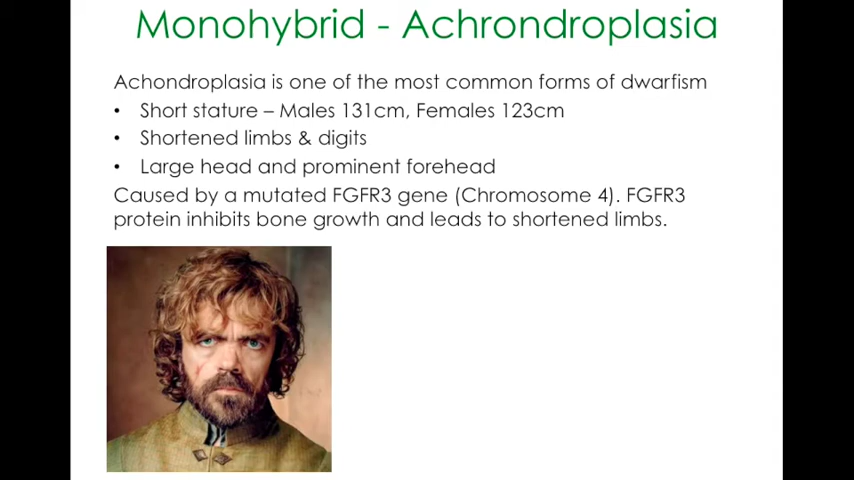 Monohybrid - Achrondroplasia
Achondroplasia is one of the most common forms of dwarfism
• Short stature – Males 131cm, Females 123cm
• Shortened limbs & digits
• Large head and prominent forehead
Caused by a mutated FGFR3 gene (Chromosome 4). FGFR3
protein inhibits bone growth and leads to shortened limbs.